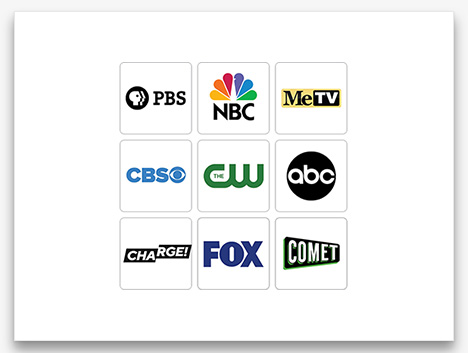 PBS
NBC
MeTV
CBS
THE
CW
abc
CHARGE!
FOX
COMET